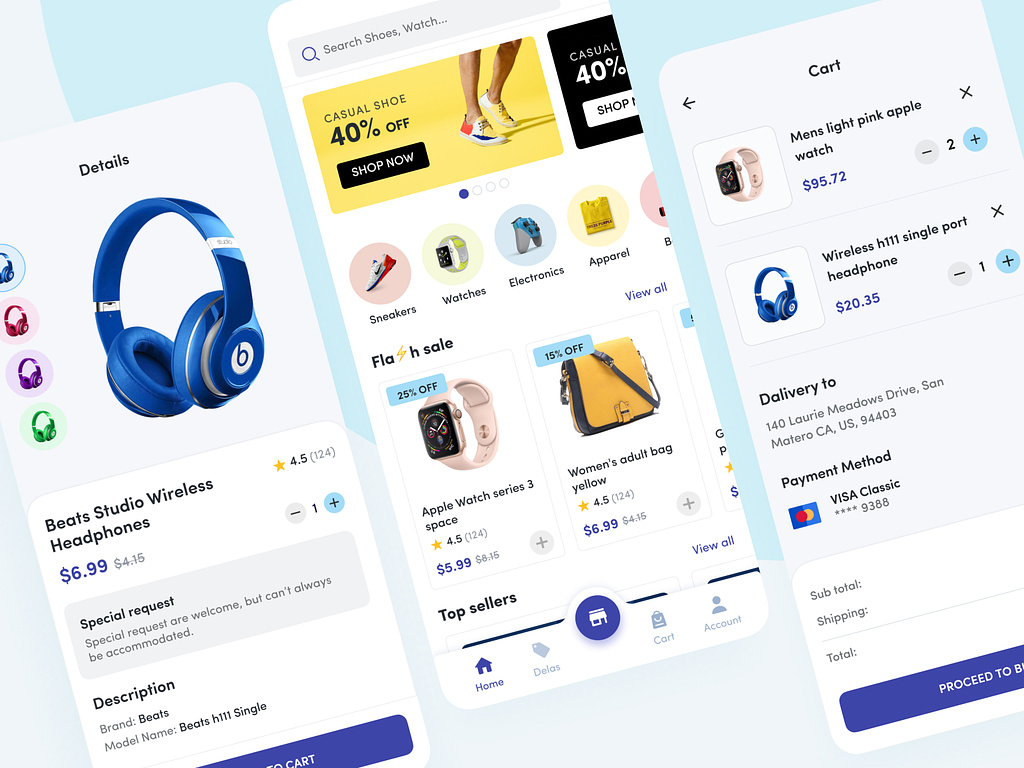 Details
studio
b
4.5 (124)
Beats Studio Wireless
Headphones
1
$6.99 $4.15
Special request
Special request are welcome, but can't always
be accommodated.
Description
Brand: Beats
Model Name: Beats h111 Single
TO CART
Search Shoes, Watch...
CASUAL SHOE
40% OFF
SHOP NOW
CASUAL
40%
SHOP
Sneakers
Watches
Electronics
Apparel
B
View all
Fla⚡h sale
25% OFF
Apple Watch series 3
space
4.5 (124)
$5.99 $8.15
15% OFF
Women's adult bag
yellow
4.5 (124)
$6.99 $4.15
G
P
$
View all
Top sellers
Home
Delas
Cart
Account
Cart
Mens light pink apple
watch
$95.72
2
Wireless h111 single port
headphone
$20.35
1
Dalivery to
140 Laurie Meadows Drive, San
Matero CA, US, 94403
Payment Method
VISA Classic
**** 9388
Sub total:
Shipping:
Total:
PROCEED TO